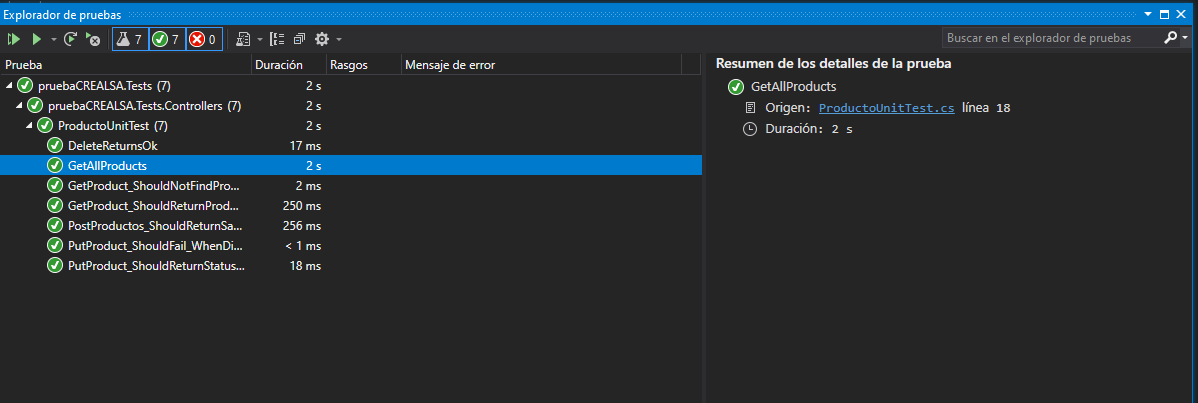 Explorador de pruebas
7 7 0
Buscar en el explorador de pruebas
Prueba Duración Rasgos Mensaje de error
pruebaCREALSA.Tests (7) 2 s
pruebaCREALSA.Tests.Controllers (7) 2 s
ProductoUnitTest (7) 2 s
DeleteReturnsOk 17 ms
GetAllProducts 2 s
GetProduct_ShouldNotFindPro... 2 ms
GetProduct_ShouldReturnProd... 250 ms
PostProductos_ShouldReturnSa... 256 ms
PutProduct_ShouldFail_WhenDi... < 1 ms
PutProduct_ShouldReturnStatus... 18 ms
Resumen de los detalles de la prueba
GetAllProducts
Origen: ProductoUnitTest.cs línea 18
Duración: 2 s